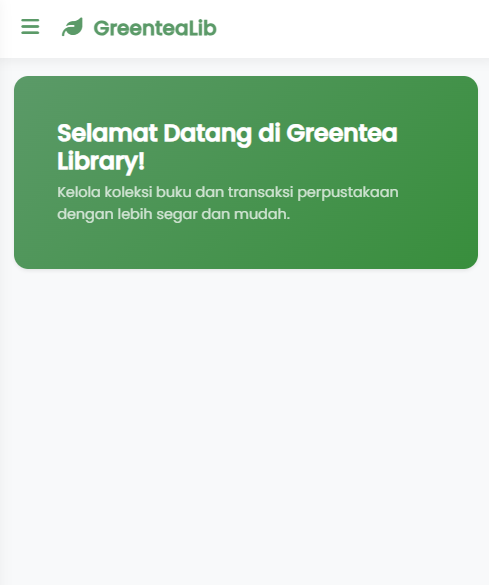 GreenteaLib
Selamat Datang di Greentea
Library!
Kelola koleksi buku dan transaksi perpustakaan
dengan lebih segar dan mudah.